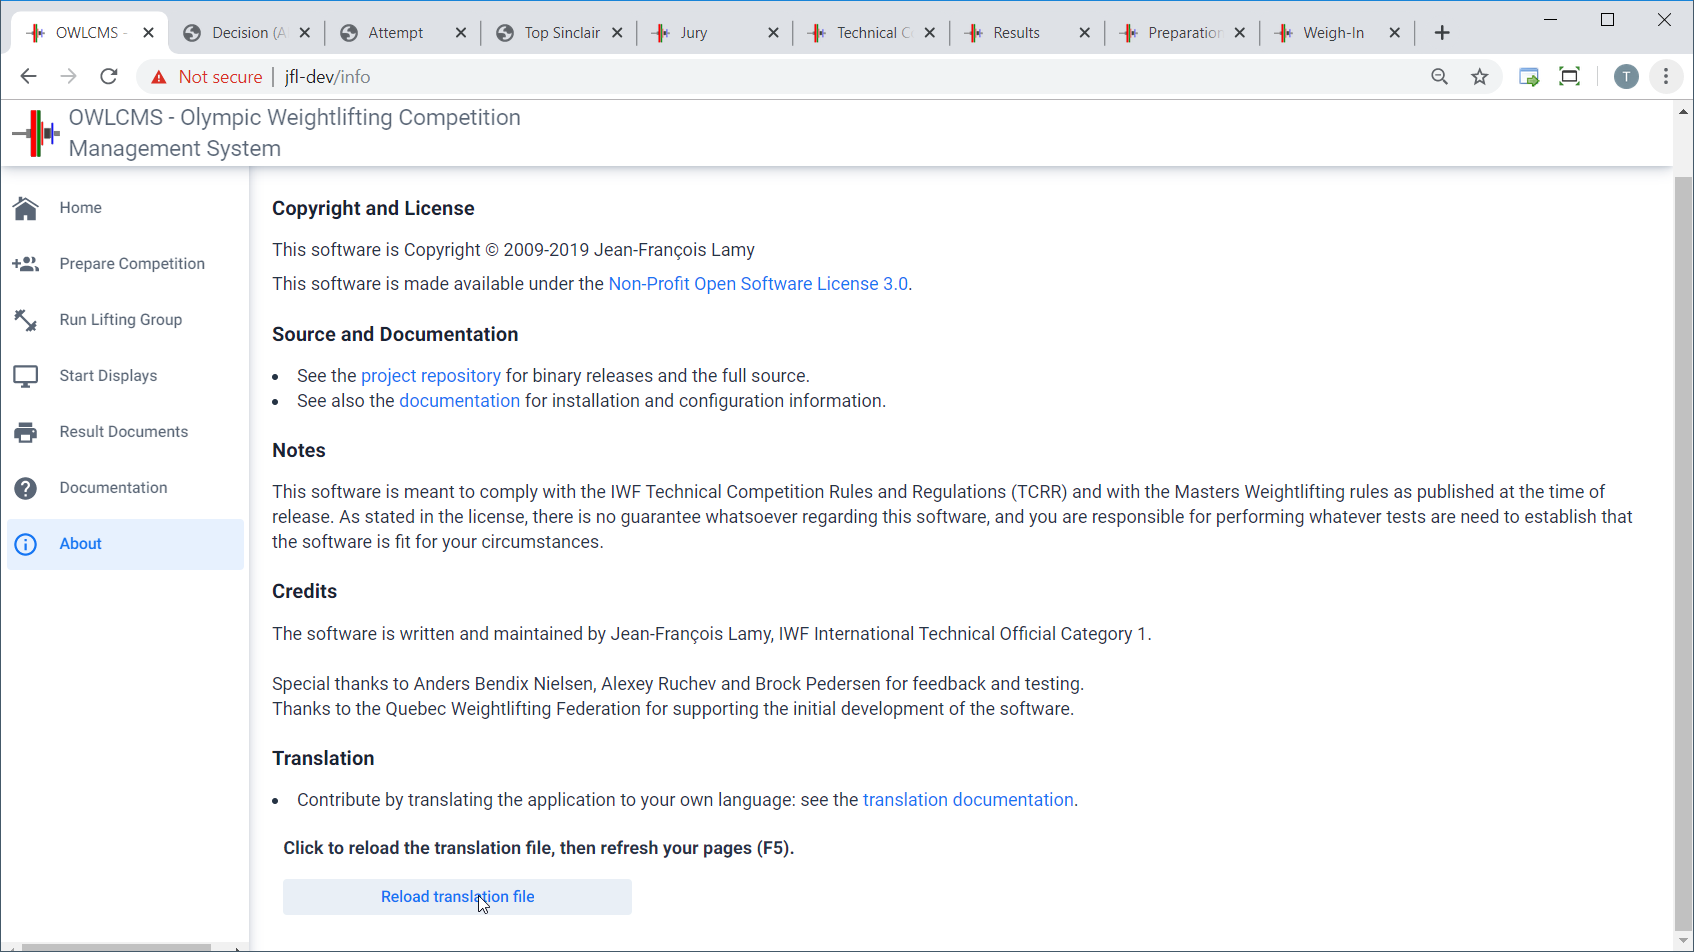 OWLCMS - 
Decision (A
Attempt
Top Sinclair
Jury
Technical C
Results
Preparation
Weigh-In
Not secure | jfl-dev/info
T
OWLCMS - Olympic Weightlifting Competition
Management System
Home
Prepare Competition
Run Lifting Group
Start Displays
Result Documents
Documentation
About
Copyright and License
This software is Copyright © 2009-2019 Jean-François Lamy
This software is made available under the Non-Profit Open Software License 3.0.
Source and Documentation
• See the project repository for binary releases and the full source.
• See also the documentation for installation and configuration information.
Notes
This software is meant to comply with the IWF Technical Competition Rules and Regulations (TCRR) and with the Masters Weightlifting rules as published at the time of
release. As stated in the license, there is no guarantee whatsoever regarding this software, and you are responsible for performing whatever tests are need to establish that
the software is fit for your circumstances.
Credits
The software is written and maintained by Jean-François Lamy, IWF International Technical Official Category 1.
Special thanks to Anders Bendix Nielsen, Alexey Ruchev and Brock Pedersen for feedback and testing.
Thanks to the Quebec Weightlifting Federation for supporting the initial development of the software.
Translation
• Contribute by translating the application to your own language: see the translation documentation.
Click to reload the translation file, then refresh your pages (F5).
Reload translation file